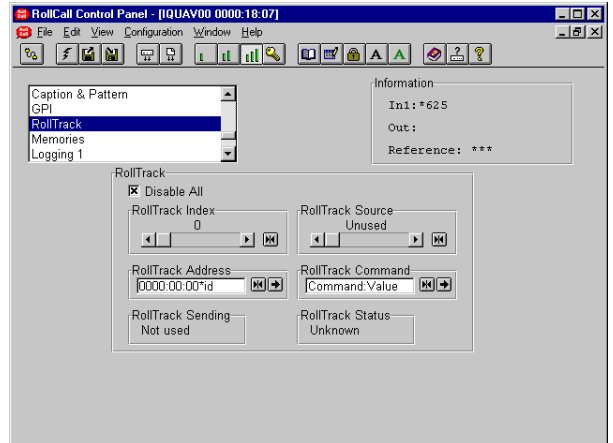 RollCall Control Panel - [IQUAV00 0000:18:07]
File Edit View Configuration Window Help
A A
Caption & Pattern
GPI
RollTrack
Memories
Logging 1
Information
In1:*625
Out:
Reference: ***
RollTrack
Disable All
RollTrack Index
0
RollTrack Source
Unused
RollTrack Address
0000:00:00*id
RollTrack Command
Command:Value
RollTrack Sending
Not used
RollTrack Status
Unknown